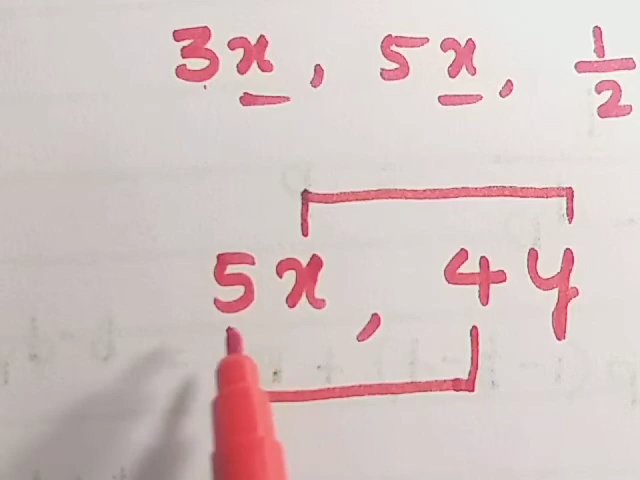 3x, 5x, 1/2
5x, 4y